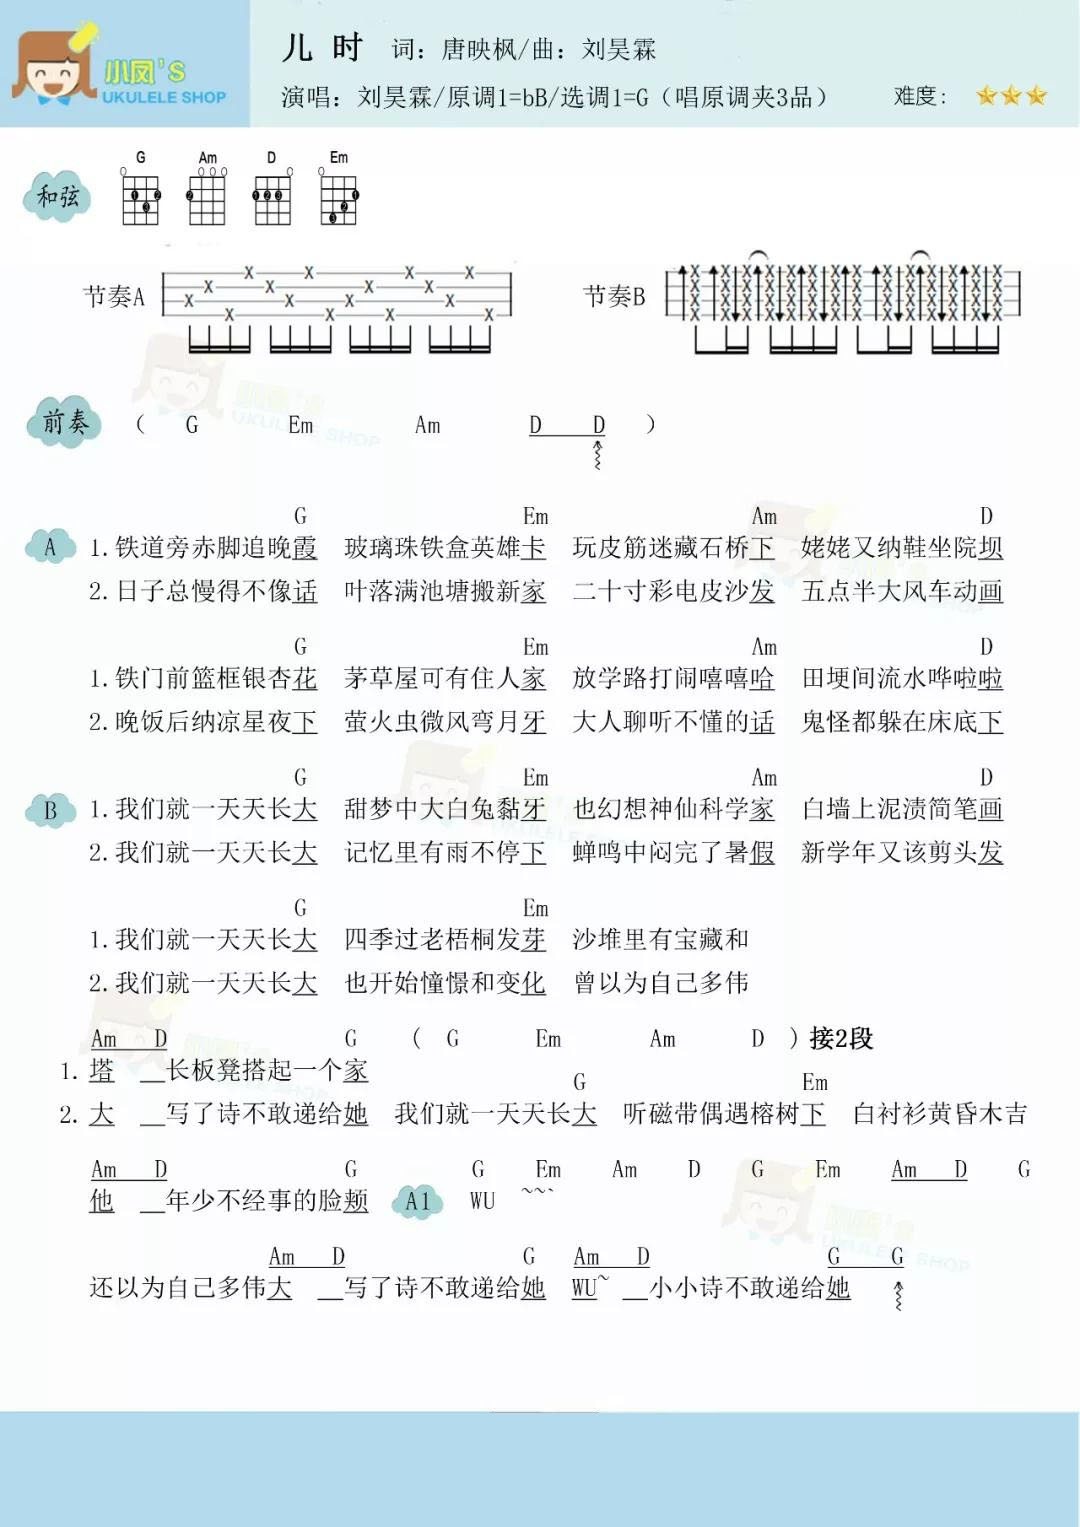 儿 时 词：唐映枫/曲：刘昊霖
小凤's
UKULELE SHOP
演唱：刘昊霖/原调1=bB/选调1=G（唱原调夹3品） 难度：
和弦 G Am D Em
节奏A 节奏B
前奏 （ G Em Am D D ）
G Em Am D
A 1.铁道旁赤脚追晚霞 玻璃珠铁盒英雄卡 玩皮筋迷藏石桥下 姥姥又纳鞋坐院坝
2.日子总慢得不像话 叶落满池塘搬新家 二十寸彩电皮沙发 五点半大风车动画
G Em Am D
1.铁门前篮框银杏花 茅草屋可有住人家 放学路打闹嘻嘻哈 田埂间流水哗啦啦
2.晚饭后纳凉星夜下 萤火虫微风弯月牙 大人聊听不懂的话 鬼怪都躲在床底下
G Em Am D
B 1.我们就一天天长大 甜梦中大白兔黏牙 也幻想神仙科学家 白墙上泥渍简笔画
2.我们就一天天长大 记忆里有雨不停下 蝉鸣中闷完了暑假 新学年又该剪头发
G Em
1.我们就一天天长大 四季过老梧桐发芽 沙堆里有宝藏和
2.我们就一天天长大 也开始憧憬和变化 曾以为自己多伟
Am D G （ G Em Am D ）接2段
1.塔 __长板凳搭起一个家
G Em
2.大 __写了诗不敢递给她 我们就一天天长大 听磁带偶遇榕树下 白衬衫黄昏木吉
Am D G G Em Am D G Em Am D G
他 __年少不经事的脸颊 A1 WU ~~~
Am D G Am D G G
还以为自己多伟大 __写了诗不敢递给她 WU~ __小小诗不敢递给她